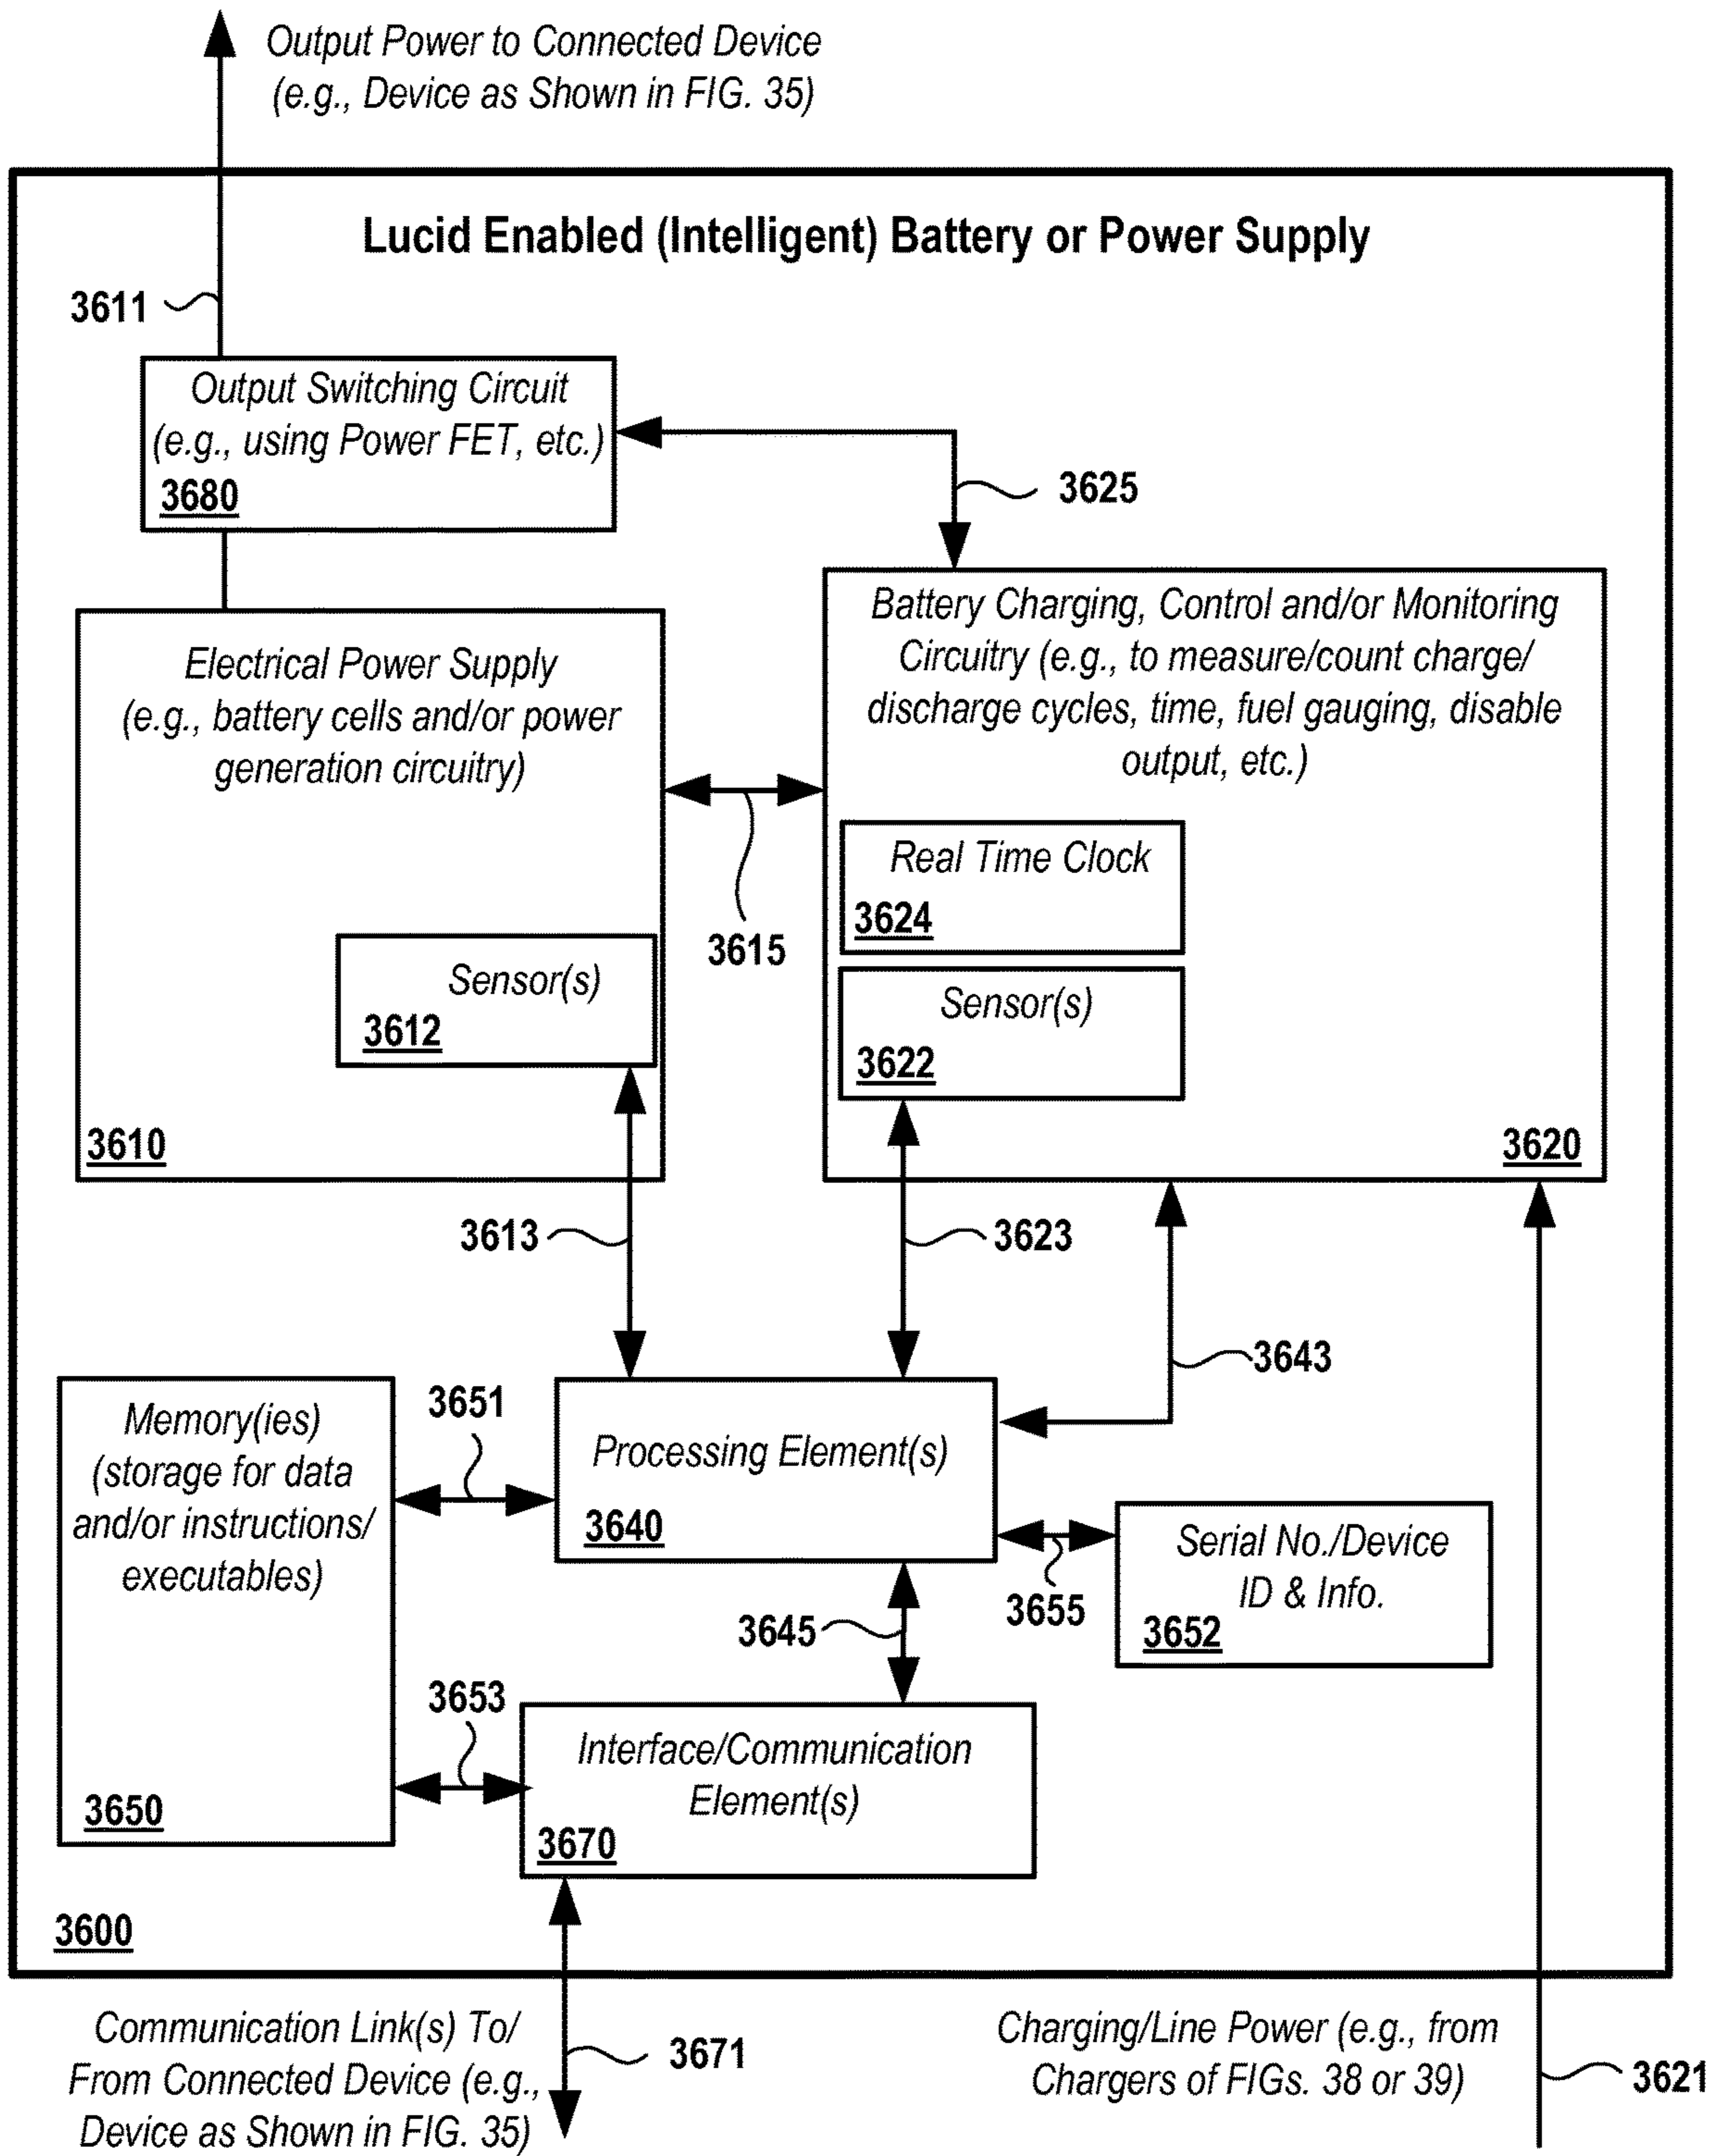 Output Power to Connected Device
(e.g., Device as Shown in FIG. 35)
Lucid Enabled (Intelligent) Battery or Power Supply
3611
Output Switching Circuit
(e.g., using Power FET, etc.)
3680
3625
Electrical Power Supply
(e.g., battery cells and/or power
generation circuitry)
Battery Charging, Control and/or Monitoring
Circuitry (e.g., to measure/count charge/
discharge cycles, time, fuel gauging, disable
output, etc.)
3615
Real Time Clock
3624
Sensor(s)
3612
Sensor(s)
3622
3610
3620
3613
3623
3643
Memory(ies)
(storage for data
and/or instructions/
executables)
3650
3651
Processing Element(s)
3640
3655
Serial No./Device
ID & Info.
3652
3645
3653
Interface/Communication
Element(s)
3670
3600
Communication Link(s) To/
From Connected Device (e.g.,
Device as Shown in FIG. 35)
3671
Charging/Line Power (e.g., from
Chargers of FIGs. 38 or 39)
3621